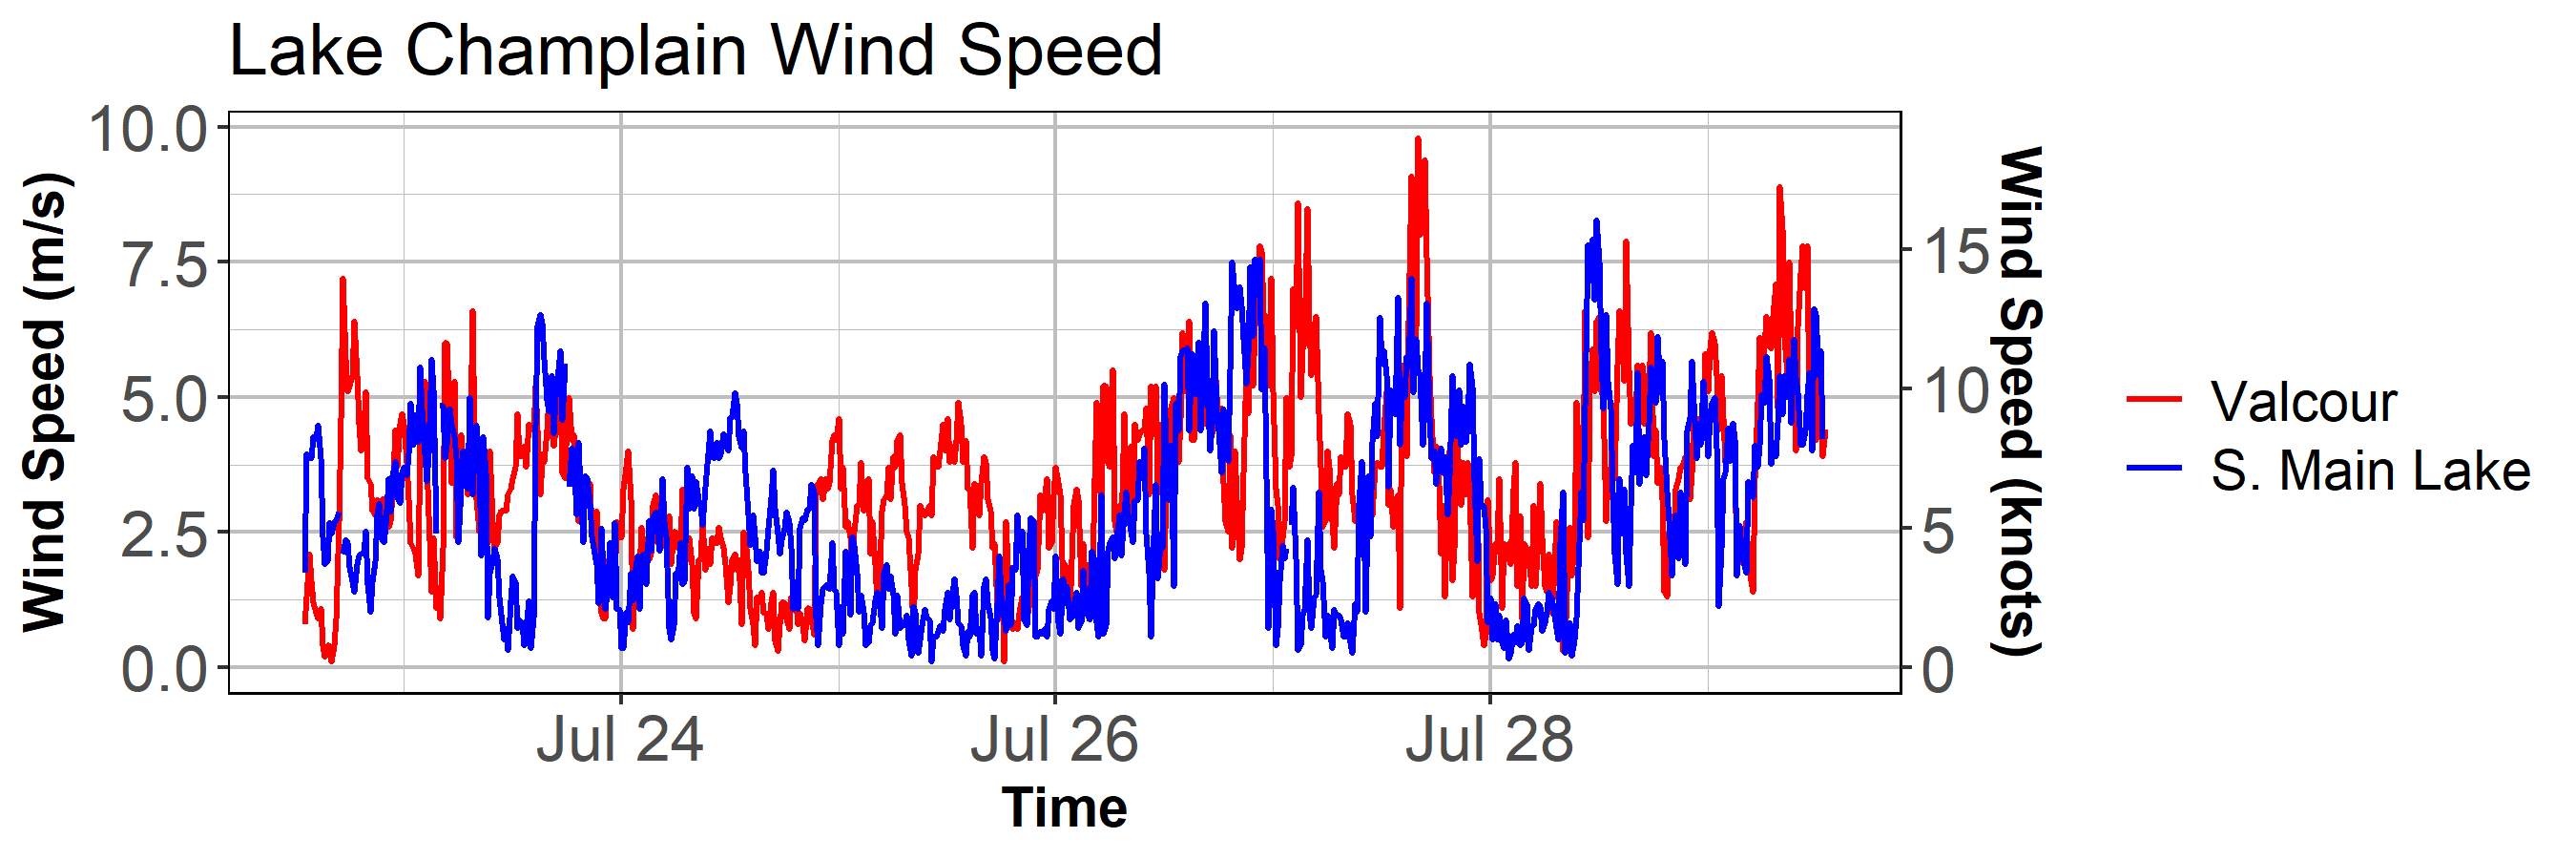 Lake Champlain Wind Speed
Wind Speed (m/s)
10.0
7.5
5.0
2.5
0.0
Jul 24
Jul 26
Jul 28
Time
15
10
5
0
Wind Speed (knots)
Valcour
S. Main Lake